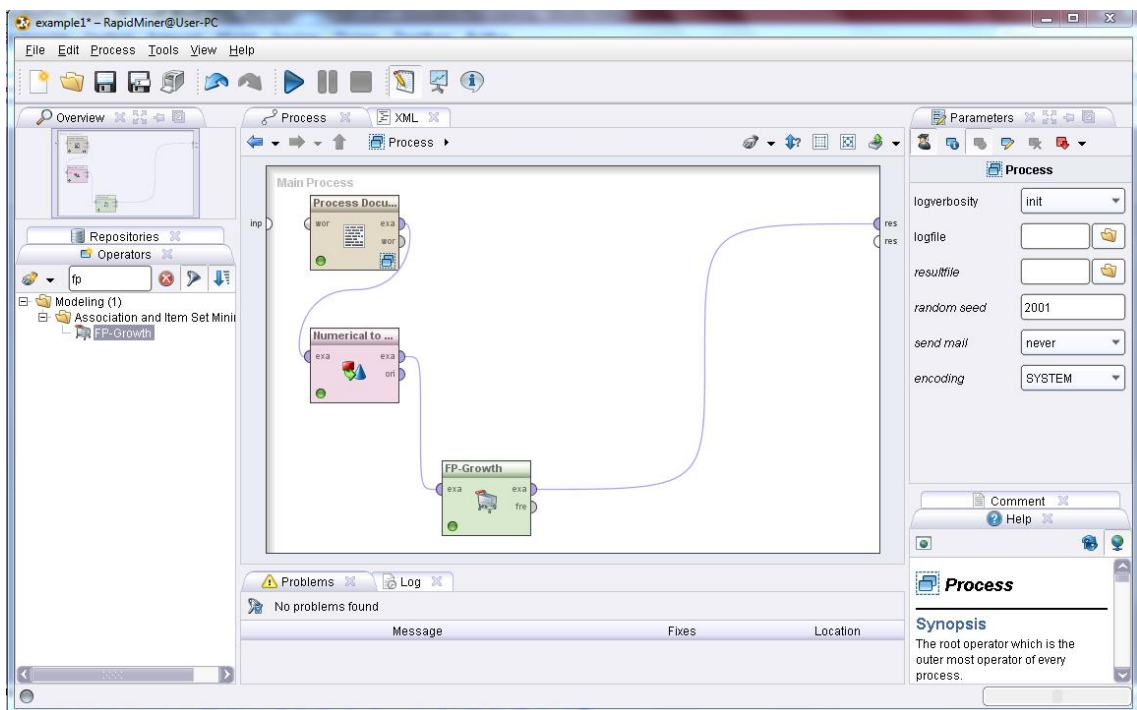 example1* – RapidMiner@User-PC
File Edit Process Tools View Help
Overview
Process
XML
Parameters
Process
Process
Main Process
Process Docu...
inp
wor
exa
wor
res
res
Numerical to ...
exa
exa
ori
FP-Growth
exa
exa
fre
Repositories
Operators
fp
Modeling (1)
Association and Item Set Mini
FP-Growth
logverbosity
init
logfile
resultfile
random seed
2001
send mail
never
encoding
SYSTEM
Problems
Log
No problems found
Message Fixes Location
Comment
Help
Process
Synopsis
The root operator which is the
outer most operator of every
process.